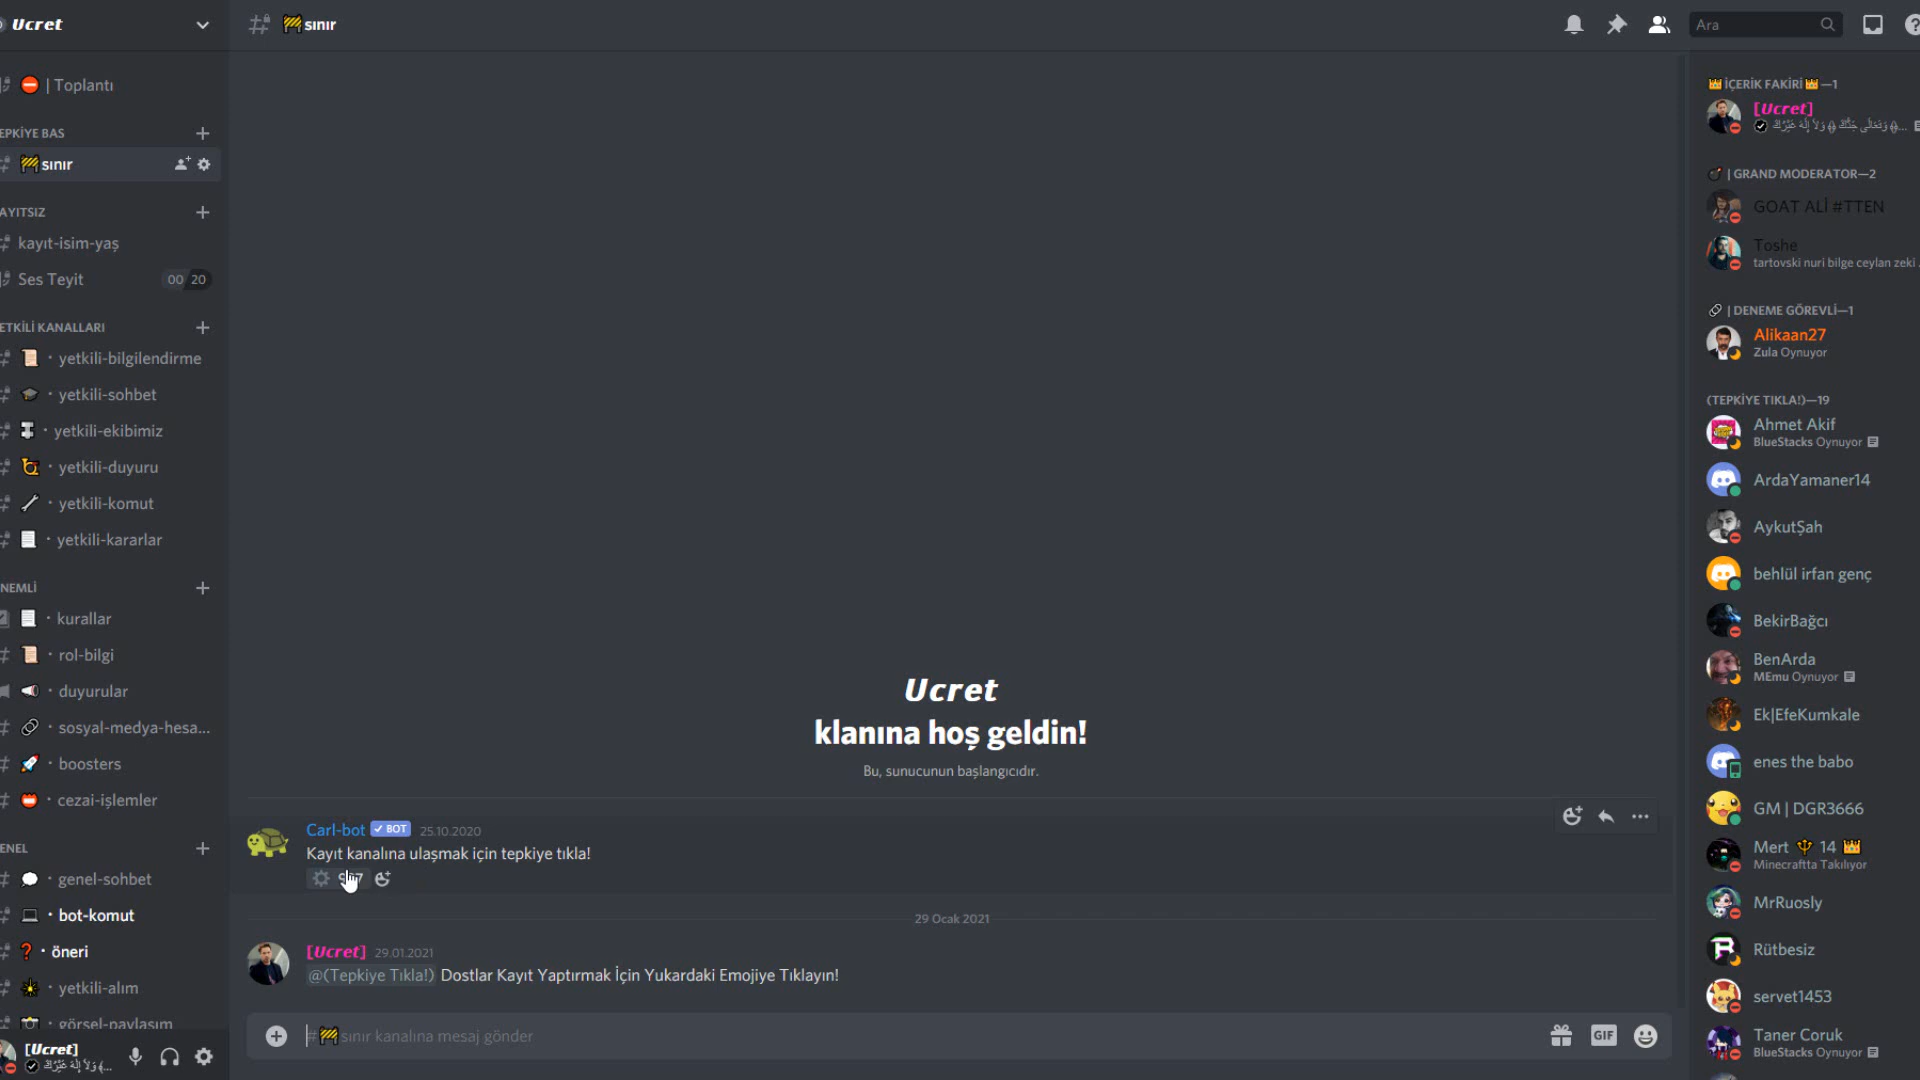 Ucret
| Toplantı
EPKİYE BAS
sınır
AYITSIZ
kayıt-isim-yaş
Ses Teyit
00 20
ETKİLİ KANALLARI
· yetkili-bilgilendirme
· yetkili-sohbet
· yetkili-ekibimiz
· yetkili-duyuru
· yetkili-komut
· yetkili-kararlar
NEMLİ
· kurallar
· rol-bilgi
· duyurular
· sosyal-medya-hesa...
· boosters
· cezai-işlemler
ENEL
· genel-sohbet
· bot-komut
· öneri
· yetkili-alım
· görsel-paylaşım
[Ucret]
sınır
Ara
Ucret
klanına hoş geldin!
Bu, sunucunun başlangıcıdır.
Carl-bot BOT 25.10.2020
Kayıt kanalına ulaşmak için tepkiye tıkla!
29 Ocak 2021
[Ucret] 29.01.2021
@(Tepkiye Tıkla!) Dostlar Kayıt Yaptırmak İçin Yukardaki Emojiye Tıklayın!
#sınır kanalına mesaj gönder
GIF
İÇERİK FAKİRİ—1
[Ucret]
| GRAND MODERATOR—2
GOAT ALİ #TTEN
Toshe
tartovski nuri bilge ceylan zeki
| DENEME GÖREVLİ—1
Alikaan27
Zula Oynuyor
(TEPKİYE TIKLA!)—19
Ahmet Akif
BlueStacks Oynuyor
ArdaYamaner14
AykutŞah
behlül irfan genç
BekirBağcı
BenArda
MEmu Oynuyor
Ek|EfeKumkale
enes the babo
GM | DGR3666
Mert 14
Minecraftta Takılıyor
MrRuosly
Rütbesiz
servet1453
Taner Coruk
BlueStacks Oynuyor